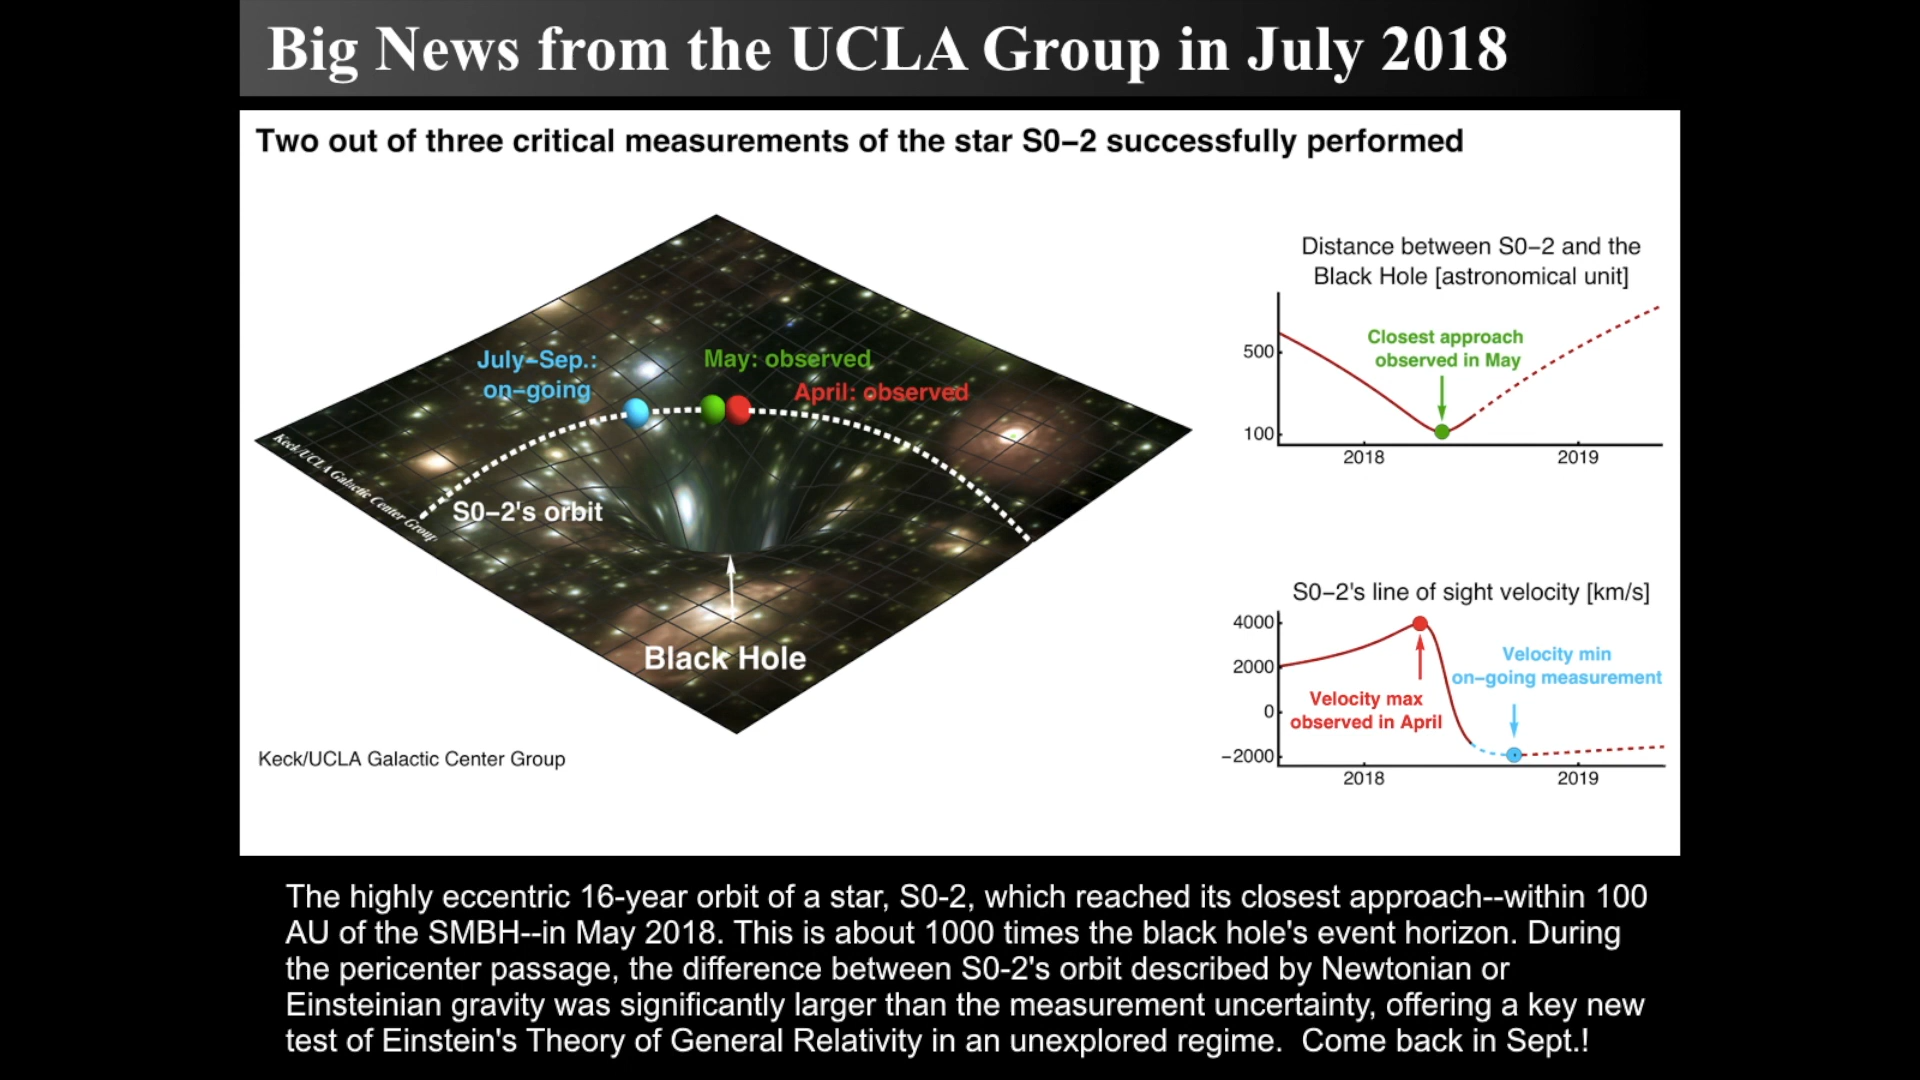 Big News from the UCLA Group in July 2018
Two out of three critical measurements of the star S0–2 successfully performed
July–Sep.:
on–going
May: observed
April: observed
Keck/UCLA Galactic Center Group
S0–2's orbit
Black Hole
Keck/UCLA Galactic Center Group
Distance between S0–2 and the
Black Hole [astronomical unit]
500
100
Closest approach
observed in May
2018 2019
S0–2's line of sight velocity [km/s]
4000
2000
0
−2000
Velocity max
observed in April
Velocity min
on–going measurement
2018 2019
The highly eccentric 16-year orbit of a star, S0-2, which reached its closest approach--within 100
AU of the SMBH--in May 2018. This is about 1000 times the black hole's event horizon. During
the pericenter passage, the difference between S0-2's orbit described by Newtonian or
Einsteinian gravity was significantly larger than the measurement uncertainty, offering a key new
test of Einstein's Theory of General Relativity in an unexplored regime.  Come back in Sept.!